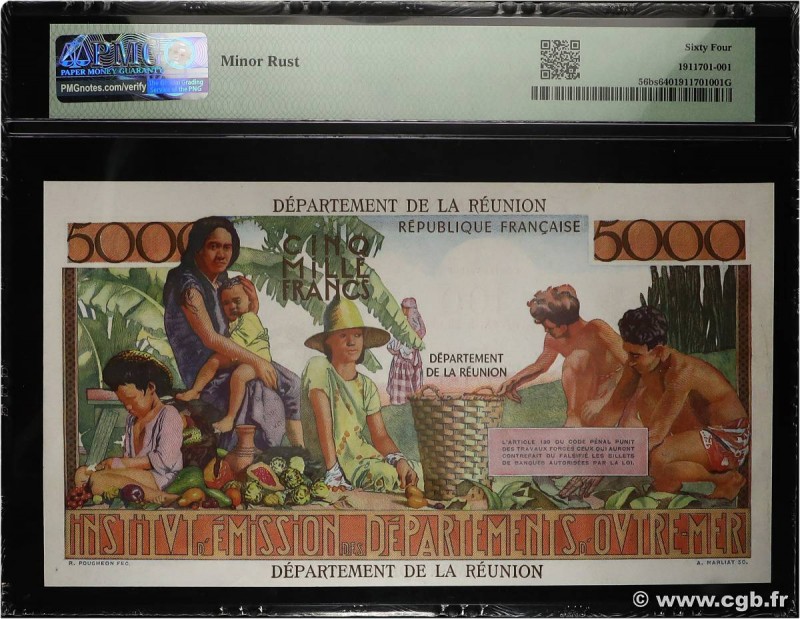 PMG
PAPER MONEY GUARANTY
PMGnotes.com/verify
Minor Rust
Sixty Four
1911701-001
56bs6401911701001G
DÉPARTEMENT DE LA RÉUNION
RÉPUBLIQUE FRANÇAISE
5000
5000
CINQ
MILLE
FRANCS
DÉPARTEMENT
DE LA RÉUNION
L'ARTICLE 139 DU CODE PÉNAL PUNIT
DES TRAVAUX FORCÉS CEUX QUI AURONT
CONTREFAIT OU FALSIFIÉ LES BILLETS
DE BANQUES AUTORISÉES PAR LA LOI.
INSTITVT D'ÉMISSION DES DÉPARTEMENTS D'OVTRE-MER
R. POUGHEON FEC.
A. MARLIAT SC.
DÉPARTEMENT DE LA RÉUNION
© www.cgb.fr